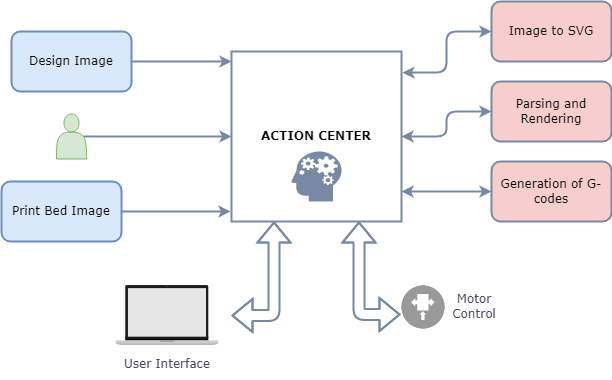 Design Image
Print Bed Image
ACTION CENTER
Image to SVG
Parsing and
Rendering
Generation of G-
codes
User Interface
Motor
Control